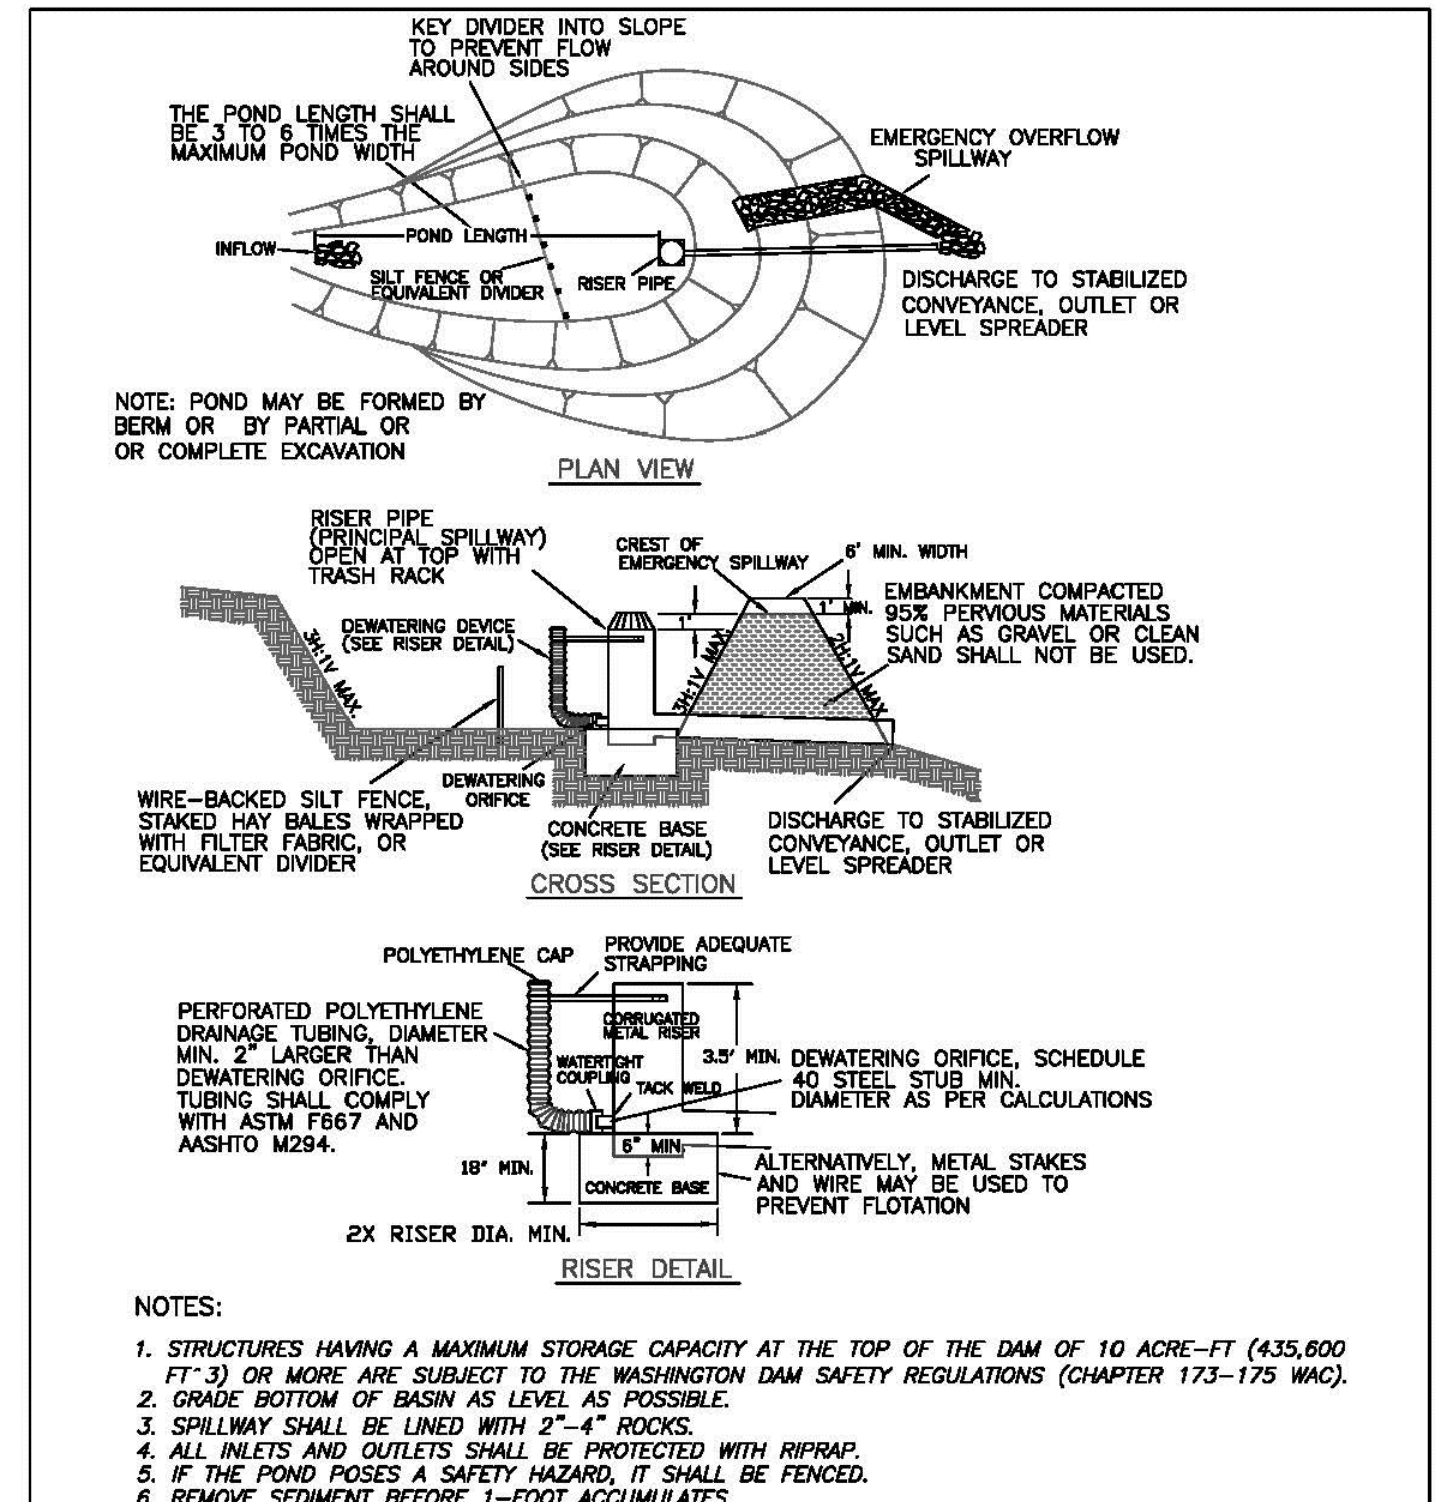 KEY DIVIDER INTO SLOPE
TO PREVENT FLOW
AROUND SIDES
THE POND LENGTH SHALL
BE 3 TO 6 TIMES THE
MAXIMUM POND WIDTH
EMERGENCY OVERFLOW
SPILLWAY
INFLOW
POND LENGTH
SILT FENCE OR
EQUIVALENT DIVIDER
RISER PIPE
DISCHARGE TO STABILIZED
CONVEYANCE, OUTLET OR
LEVEL SPREADER
NOTE: POND MAY BE FORMED BY
BERM OR BY PARTIAL OR
OR COMPLETE EXCAVATION
PLAN VIEW
RISER PIPE
(PRINCIPAL SPILLWAY)
OPEN AT TOP WITH
TRASH RACK
CREST OF
EMERGENCY SPILLWAY
6' MIN. WIDTH
DEWATERING DEVICE
(SEE RISER DETAIL)
1'
1' MIN.
EMBANKMENT COMPACTED
95% PERVIOUS MATERIALS
SUCH AS GRAVEL OR CLEAN
SAND SHALL NOT BE USED.
3H:1V MAX.
3H:1V MAX.
2H:1V MAX.
WIRE-BACKED SILT FENCE,
STAKED HAY BALES WRAPPED
WITH FILTER FABRIC, OR
EQUIVALENT DIVIDER
DEWATERING
ORIFICE
CONCRETE BASE
(SEE RISER DETAIL)
DISCHARGE TO STABILIZED
CONVEYANCE, OUTLET OR
LEVEL SPREADER
CROSS SECTION
POLYETHYLENE CAP
PROVIDE ADEQUATE
STRAPPING
PERFORATED POLYETHYLENE
DRAINAGE TUBING, DIAMETER
MIN. 2" LARGER THAN
DEWATERING ORIFICE.
TUBING SHALL COMPLY
WITH ASTM F667 AND
AASHTO M294.
CORRUGATED
METAL RISER
WATERTIGHT
COUPLING
TACK WELD
3.5' MIN.
DEWATERING ORIFICE, SCHEDULE
40 STEEL STUB MIN.
DIAMETER AS PER CALCULATIONS
6" MIN.
18" MIN.
CONCRETE BASE
ALTERNATIVELY, METAL STAKES
AND WIRE MAY BE USED TO
PREVENT FLOTATION
2X RISER DIA. MIN.
RISER DETAIL
NOTES:
1. STRUCTURES HAVING A MAXIMUM STORAGE CAPACITY AT THE TOP OF THE DAM OF 10 ACRE-FT (435,600
FT^3) OR MORE ARE SUBJECT TO THE WASHINGTON DAM SAFETY REGULATIONS (CHAPTER 173-175 WAC).
2. GRADE BOTTOM OF BASIN AS LEVEL AS POSSIBLE.
3. SPILLWAY SHALL BE LINED WITH 2"-4" ROCKS.
4. ALL INLETS AND OUTLETS SHALL BE PROTECTED WITH RIPRAP.
5. IF THE POND POSES A SAFETY HAZARD, IT SHALL BE FENCED.
6. REMOVE SEDIMENT BEFORE 1-FOOT ACCUMULATES